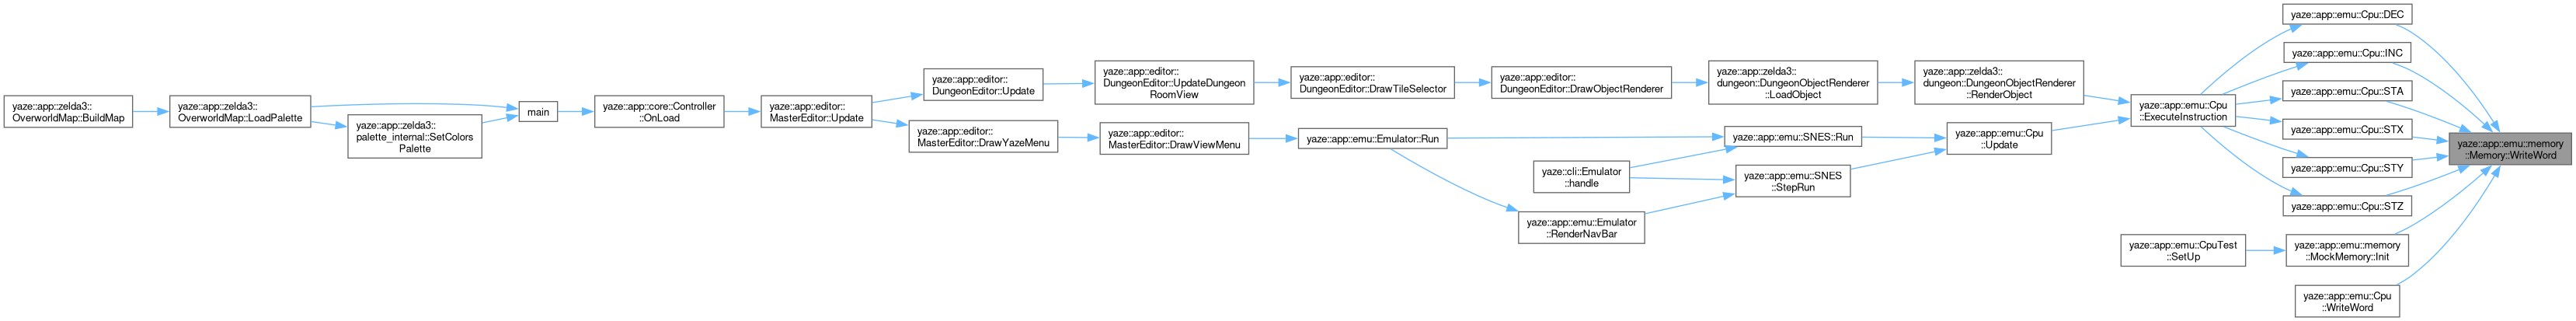 yaze::app::zelda3::
OverworldMap::BuildMap
yaze::app::zelda3::
OverworldMap::LoadPalette
yaze::app::zelda3::
palette_internal::SetColors
Palette
main
yaze::app::core::Controller
::OnLoad
yaze::app::editor::
MasterEditor::Update
yaze::app::editor::
DungeonEditor::Update
yaze::app::editor::
MasterEditor::DrawYazeMenu
yaze::app::editor::
DungeonEditor::UpdateDungeon
RoomView
yaze::app::editor::
MasterEditor::DrawViewMenu
yaze::app::editor::
DungeonEditor::DrawTileSelector
yaze::app::emu::Emulator::Run
yaze::app::editor::
DungeonEditor::DrawObjectRenderer
yaze::cli::Emulator
::handle
yaze::app::emu::Emulator
::RenderNavBar
yaze::app::zelda3::
dungeon::DungeonObjectRenderer
::LoadObject
yaze::app::emu::SNES::Run
yaze::app::emu::SNES
::StepRun
yaze::app::zelda3::
dungeon::DungeonObjectRenderer
::RenderObject
yaze::app::emu::Cpu
::Update
yaze::app::emu::Cpu
::ExecuteInstruction
yaze::app::emu::CpuTest
::SetUp
yaze::app::emu::Cpu::DEC
yaze::app::emu::Cpu::INC
yaze::app::emu::Cpu::STA
yaze::app::emu::Cpu::STX
yaze::app::emu::Cpu::STY
yaze::app::emu::Cpu::STZ
yaze::app::emu::memory
::MockMemory::Init
yaze::app::emu::Cpu
::WriteWord
yaze::app::emu::memory
::Memory::WriteWord